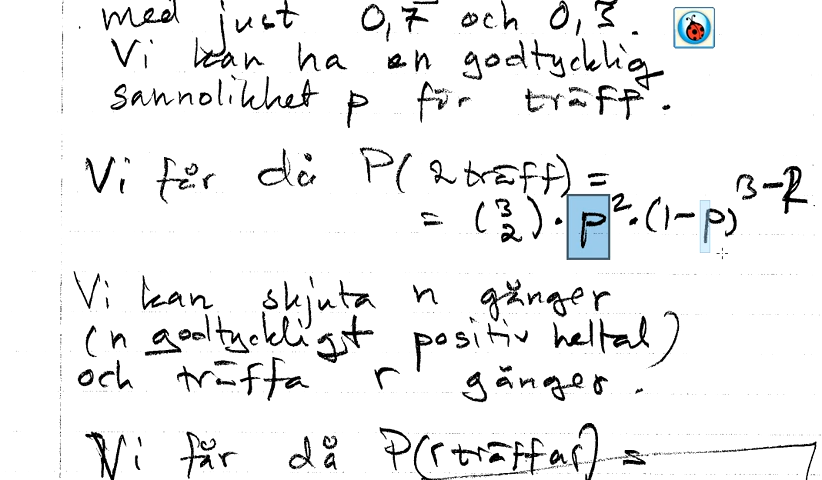 med just 0,7 och 0,3.
Vi kan ha en godtycklig
sannolikhet p för träff.
Vi får då P(2 träff) =
= (3 2) · p². (1-p)^3-2
Vi kan skjuta n gånger
(n godtyckligt positiv heltal)
och träffa r gånger.
Vi får då P(r träffar) =